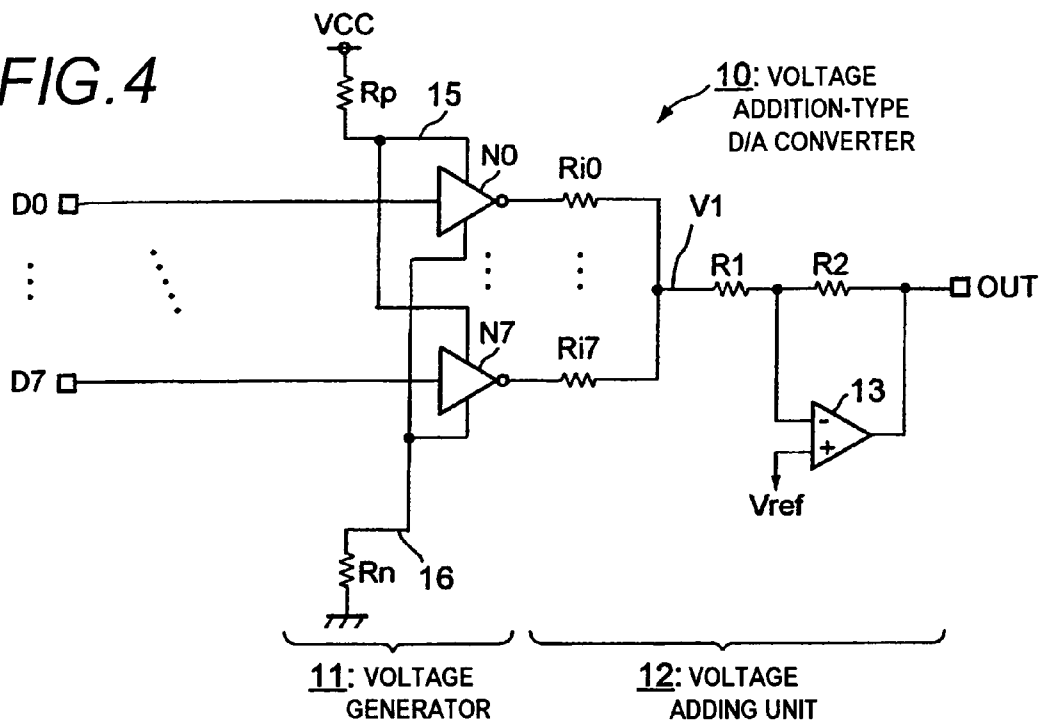 FIG.4
VCC
Rp
15
10: VOLTAGE
ADDITION-TYPE
D/A CONVERTER
N0
Ri0
D0
V1
R1
R2
OUT
N7
Ri7
D7
13
-
+
Vref
Rn
16
11: VOLTAGE
GENERATOR
12: VOLTAGE
ADDING UNIT